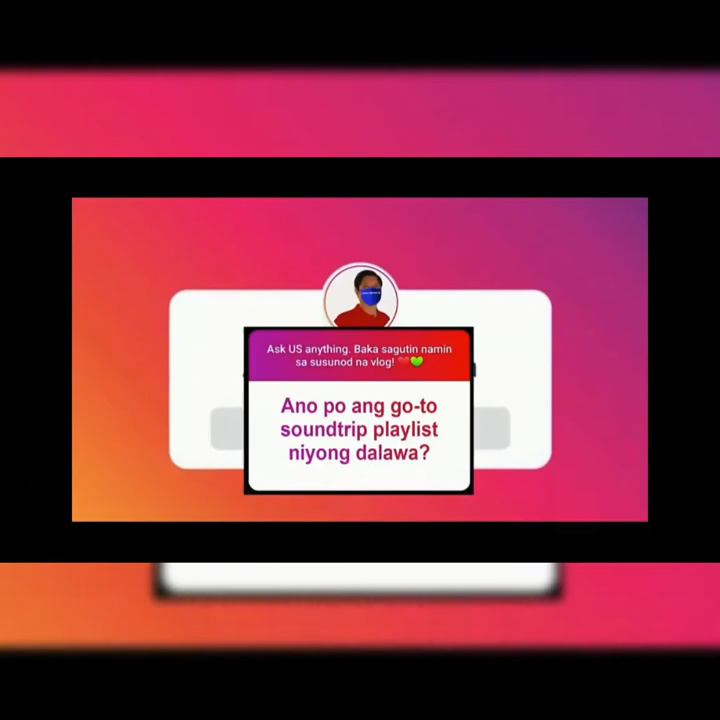 Ask US anything. Baka sagutin namin
sa susunod na vlog! ❤️💚
Ano po ang go-to
soundtrip playlist
niyong dalawa?